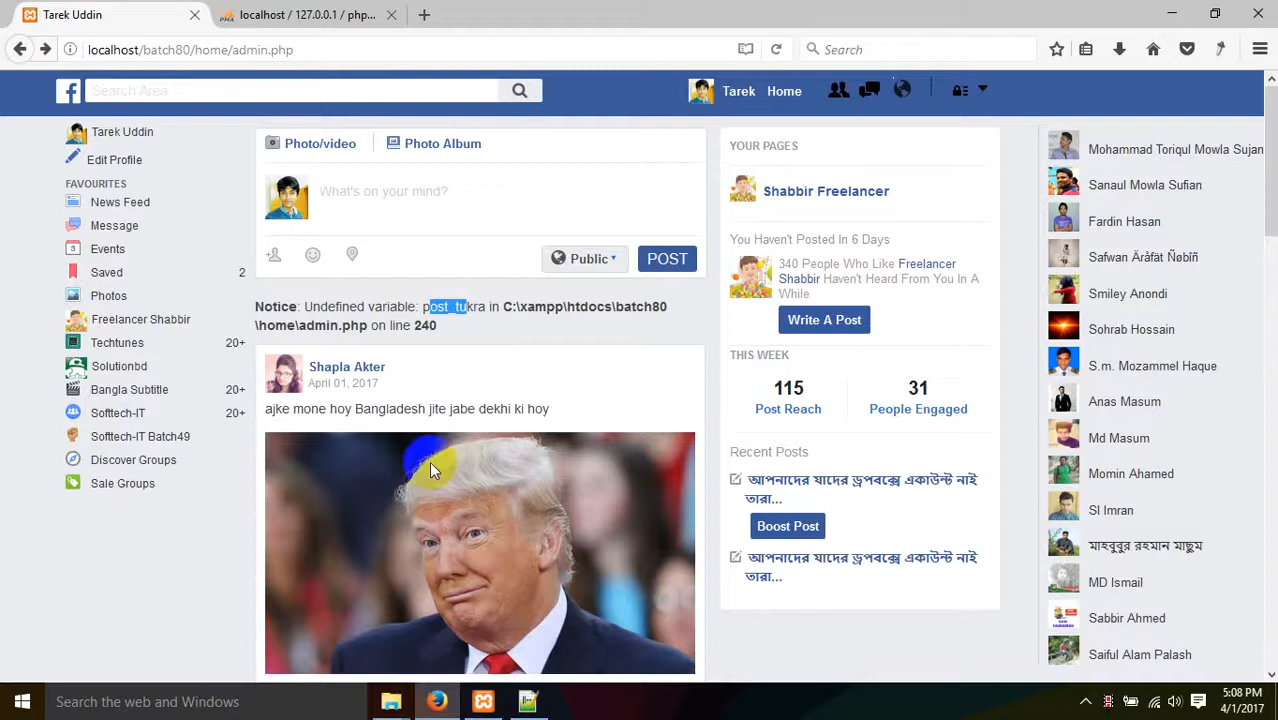 Tarek Uddin
localhost / 127.0.0.1 / php...
localhost/batch80/home/admin.php
Search
Search Area.
Tarek Home
Tarek Uddin
Edit Profile
FAVOURITES
News Feed
Message
Events
Saved 2
Photos
Freelancer Shabbir
Techtunes 20+
Solutionbd
Bangla Subtitle 20+
Softtech-IT 20+
Softtech-IT Batch49
Discover Groups
Sale Groups
Photo/video Photo Album
What's on your mind?
Public POST
Notice: Undefined variable: post_tukra in C:\xampp\htdocs\batch80
\home\admin.php on line 240
Shapla Akter
April 01, 2017
ajke mone hoy Bangladesh jite jabe dekhi ki hoy
YOUR PAGES
Shabbir Freelancer
You Haven't Posted In 6 Days
340 People Who Like Freelancer
Shabbir Haven't Heard From You In A
While
Write A Post
THIS WEEK
115 31
Post Reach People Engaged
Recent Posts
আপনাদের যাদের ড্রপবক্সে একাউন্ট নাই
তারা...
Boost Post
আপনাদের যাদের ড্রপবক্সে একাউন্ট নাই
তারা...
Mohammad Toriqul Mowla Sujan
Sanaul Mowla Sufian
Fardin Hasan
Safwan Äräfät Ñøbîñ
Smiley Anondi
Sohrab Hossain
S.m. Mozammel Haque
Anas Masum
Md Masum
Momin Ahamed
SI Imran
মাহবুবুর রহমান মাছুম
MD Ismail
Sabbir Ahmed
Saiful Alam Palash
Search the web and Windows
5:08 PM
4/1/2017